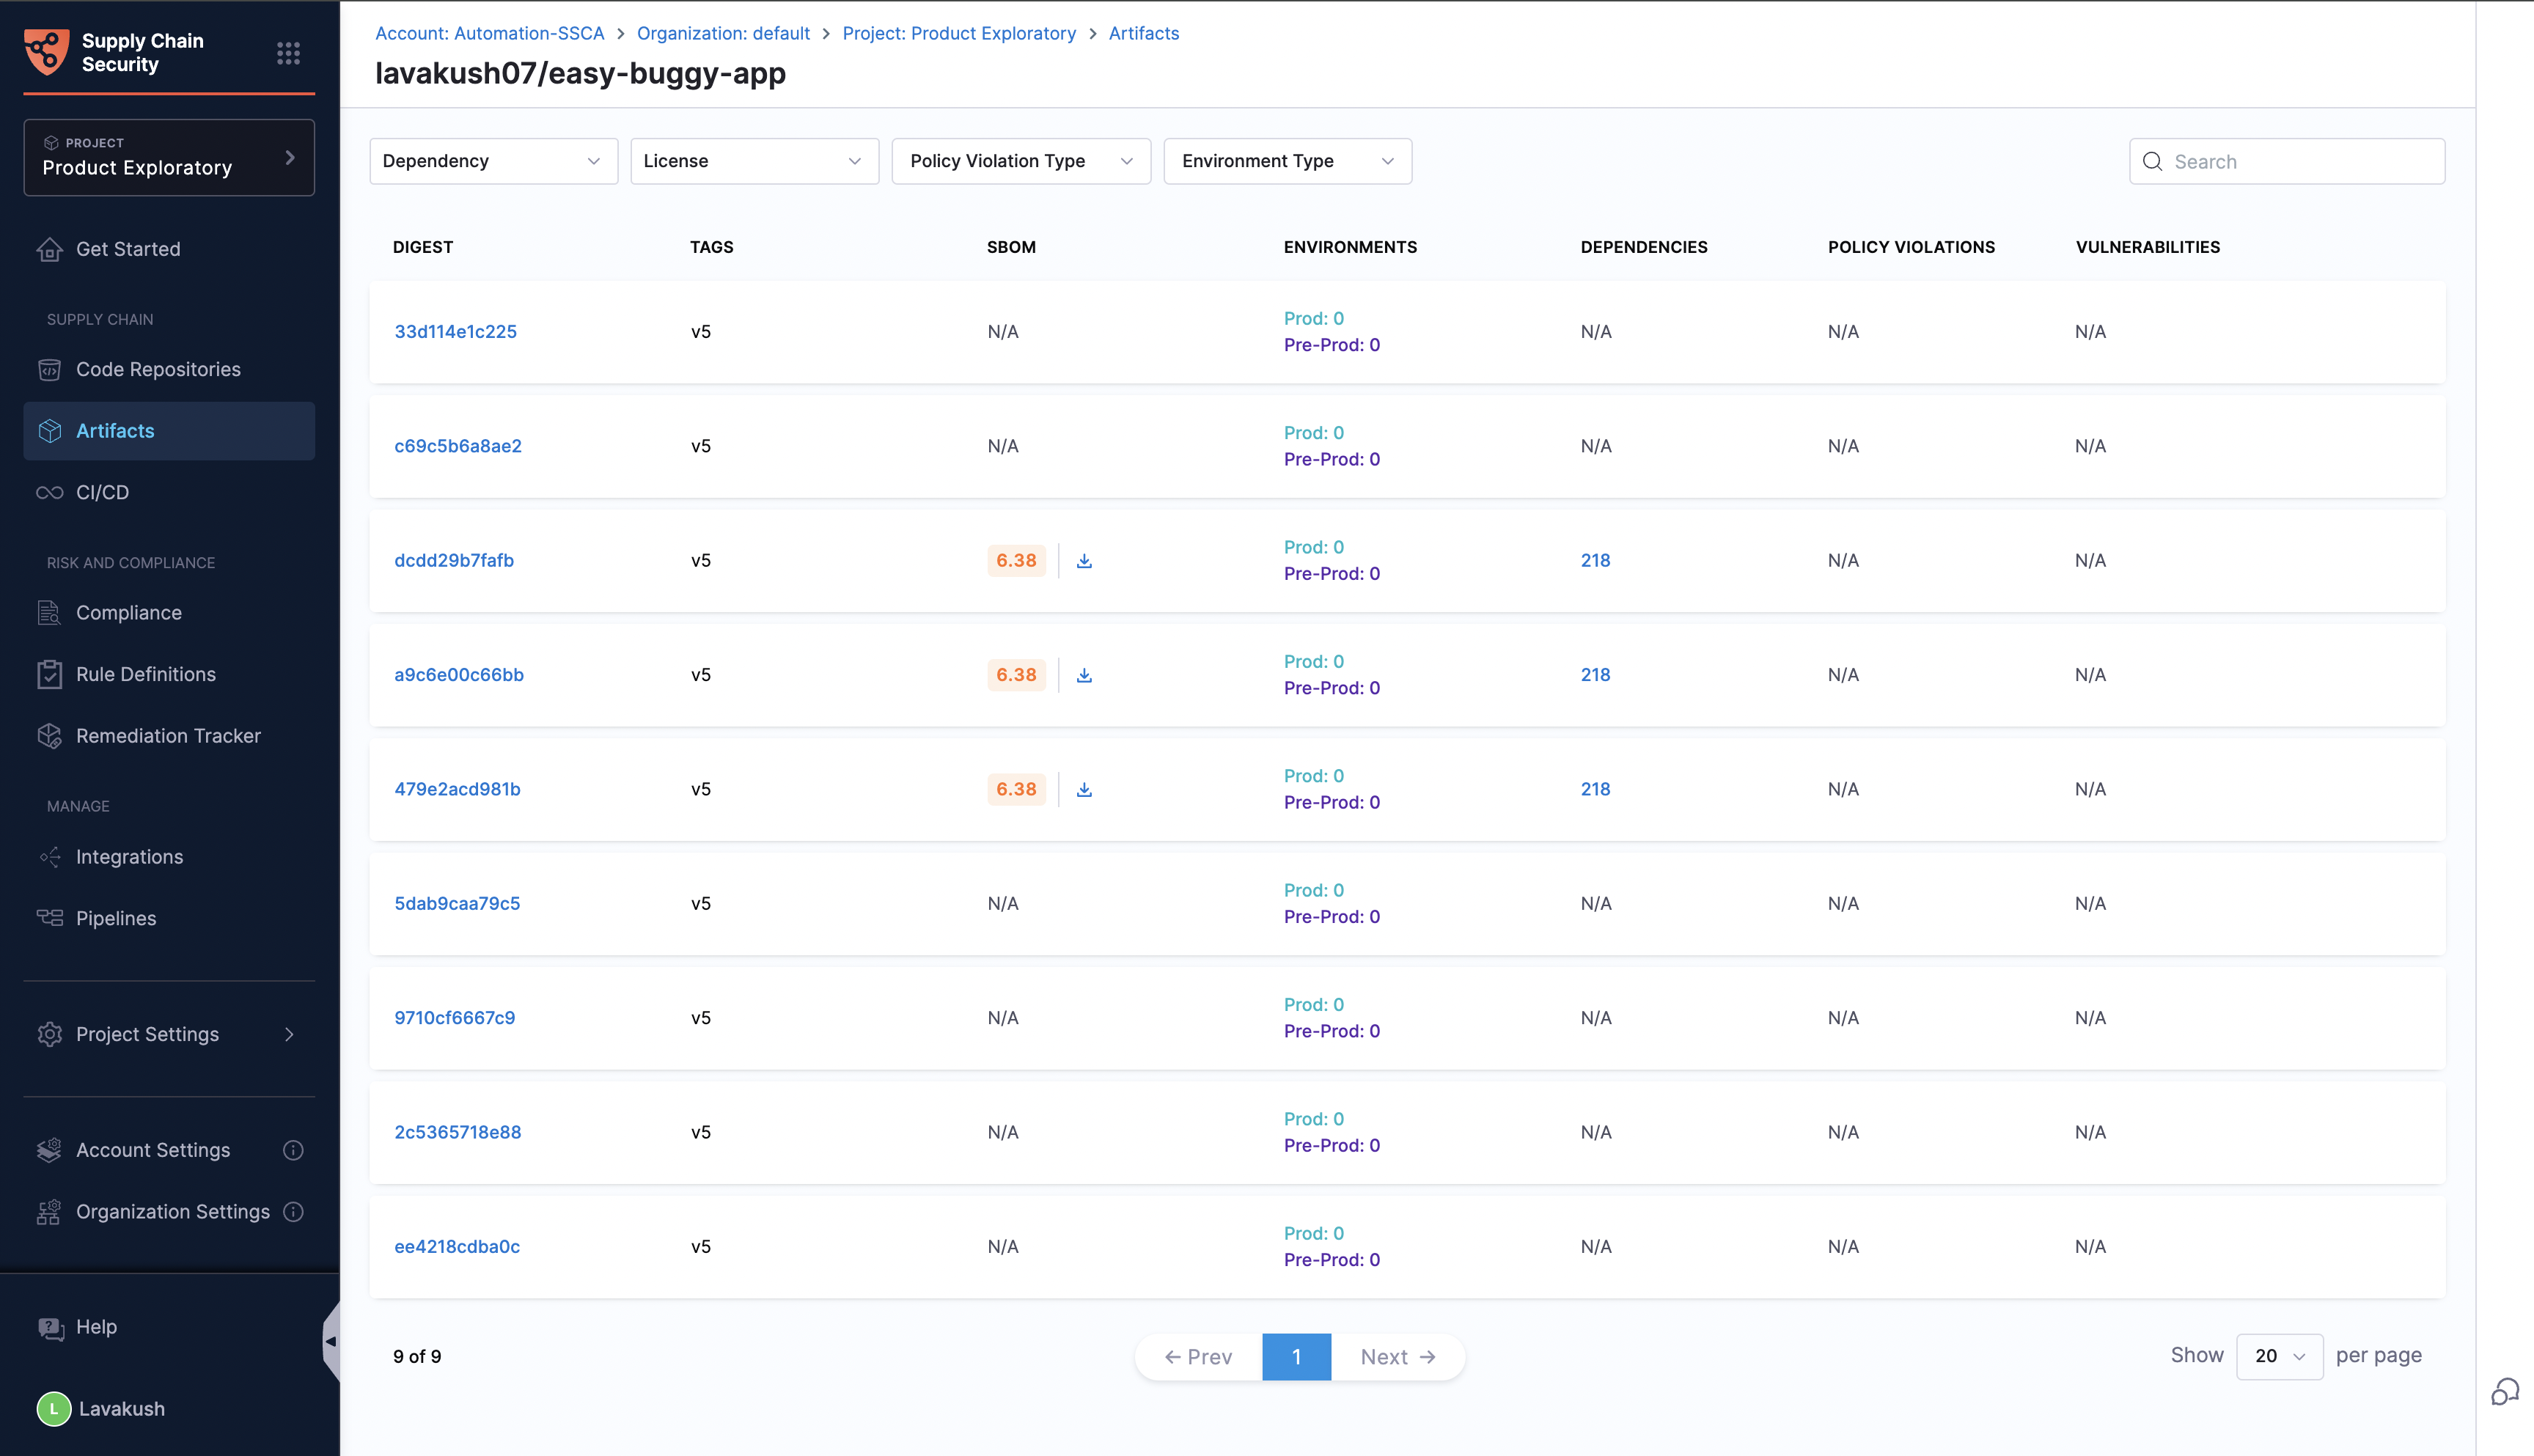 Supply Chain
Security
PROJECT
Product Exploratory
Get Started
SUPPLY CHAIN
Code Repositories
Artifacts
CI/CD
RISK AND COMPLIANCE
Compliance
Rule Definitions
Remediation Tracker
MANAGE
Integrations
Pipelines
Project Settings
Account Settings
Organization Settings
Help
L Lavakush
Account: Automation-SSCA > Organization: default > Project: Product Exploratory > Artifacts
lavakush07/easy-buggy-app
Dependency License Policy Violation Type Environment Type Search
DIGEST TAGS SBOM ENVIRONMENTS DEPENDENCIES POLICY VIOLATIONS VULNERABILITIES
33d114e1c225 v5 N/A Prod: 0 N/A N/A N/A
Pre-Prod: 0
c69c5b6a8ae2 v5 N/A Prod: 0 N/A N/A N/A
Pre-Prod: 0
dcdd29b7fafb v5 6.38 Prod: 0 218 N/A N/A
Pre-Prod: 0
a9c6e00c66bb v5 6.38 Prod: 0 218 N/A N/A
Pre-Prod: 0
479e2acd981b v5 6.38 Prod: 0 218 N/A N/A
Pre-Prod: 0
5dab9caa79c5 v5 N/A Prod: 0 N/A N/A N/A
Pre-Prod: 0
9710cf6667c9 v5 N/A Prod: 0 N/A N/A N/A
Pre-Prod: 0
2c5365718e88 v5 N/A Prod: 0 N/A N/A N/A
Pre-Prod: 0
ee4218cdba0c v5 N/A Prod: 0 N/A N/A N/A
Pre-Prod: 0
9 of 9 ← Prev 1 Next → Show 20 per page